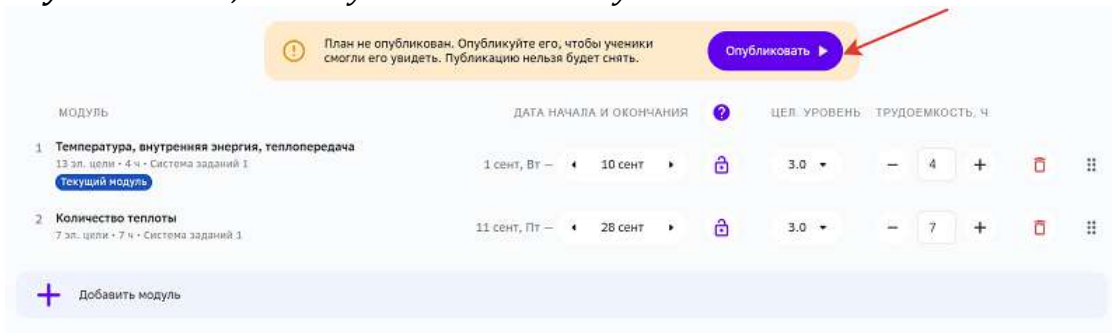 План не опубликован. Опубликуйте его, чтобы ученики
смогли его увидеть. Публикацию нельзя будет снять.
Опубликовать
МОДУЛЬ ДАТА НАЧАЛА И ОКОНЧАНИЯ ? ЦЕЛ. УРОВЕНЬ ТРУДОЕМКОСТЬ, Ч
1 Температура, внутренняя энергия, теплопередача
13 эл. цели • 4 ч • Система заданий 1
Текущий модуль
1 сент, Вт — 10 сент 3.0 − 4 +
2 Количество теплоты
7 эл. цели • 7 ч • Система заданий 1
11 сент, Пт — 28 сент 3.0 − 7 +
+ Добавить модуль